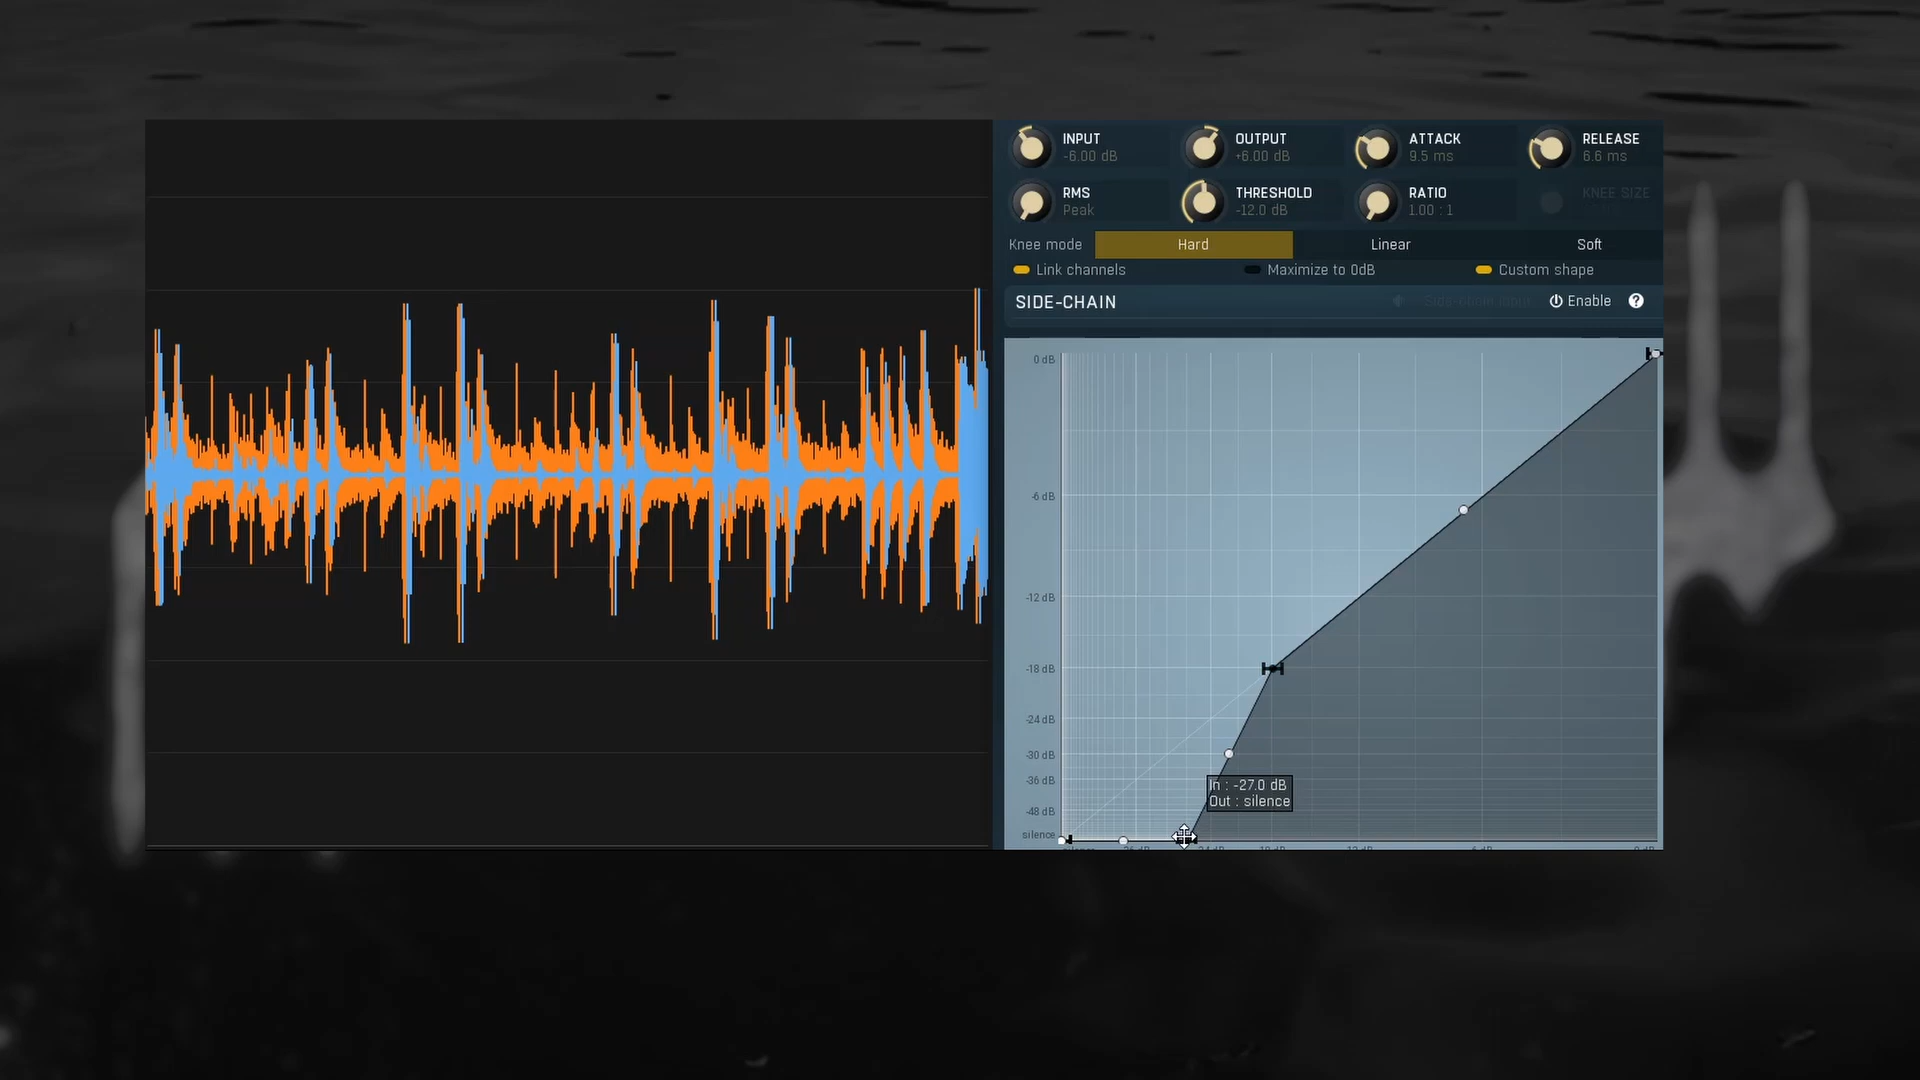 INPUT
-6.00 dB
OUTPUT
+6.00 dB
ATTACK
9.5 ms
RELEASE
6.6 ms
RMS
Peak
THRESHOLD
-12.0 dB
RATIO
1.00 : 1
KNEE SIZE
Knee mode
Hard
Linear
Soft
Link channels
Maximize to 0dB
Custom shape
SIDE-CHAIN
Enable
?
0 dB
-6 dB
-12 dB
-18 dB
-24 dB
-30 dB
-36 dB
-48 dB
silence
In : -27.0 dB
Out : silence